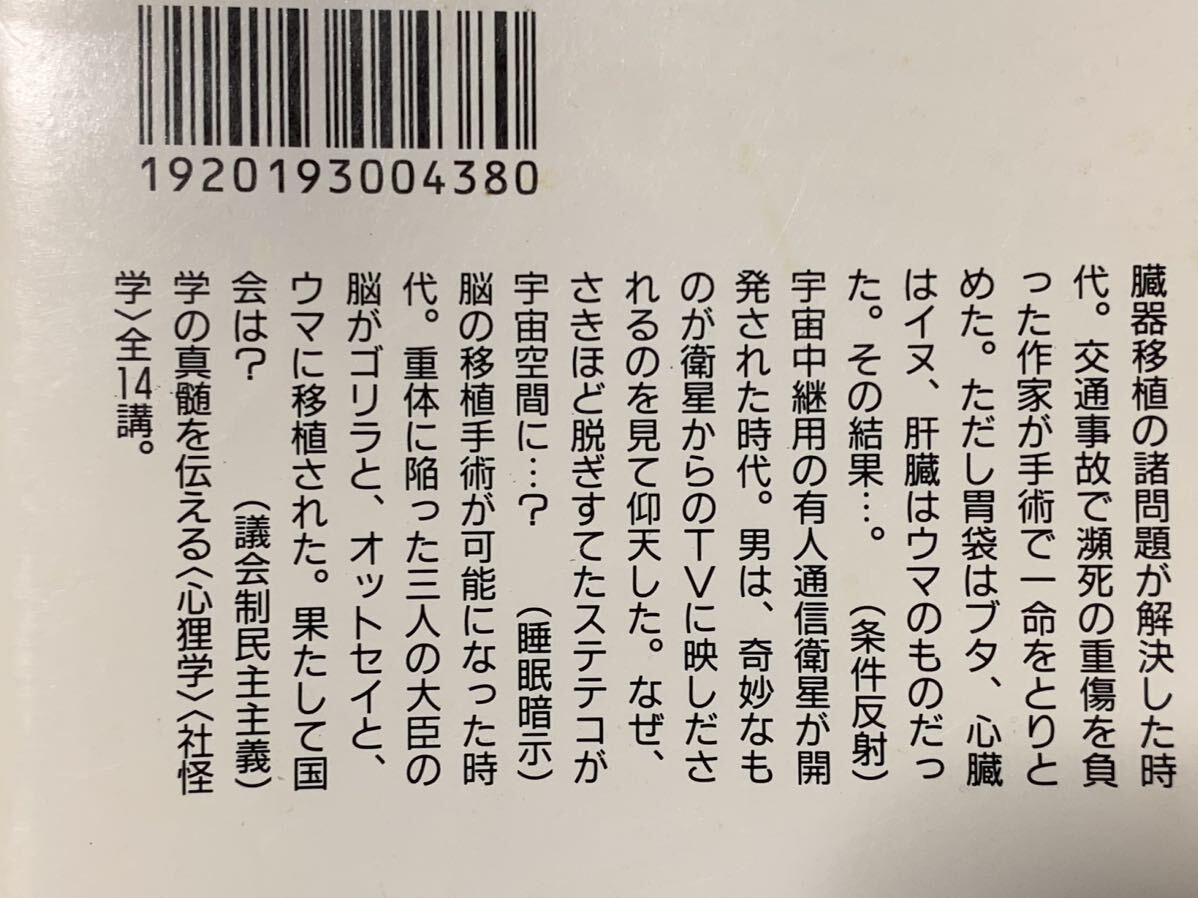 1920193004380
臓器移植の諸問題が解決した時
代。交通事故で瀕死の重傷を負
った作家が手術で一命をとりと
めた。ただし胃袋はブタ、心臓
はイヌ、肝臓はウマのものだっ
た。その結果…。（条件反射）
宇宙中継用の有人通信衛星が開
発された時代。男は、奇妙なも
のが衛星からのTVに映しださ
れるのを見て仰天した。なぜ、
さきほど脱ぎすてたステテコが
宇宙空間に…？（睡眠暗示）
脳の移植手術が可能になった時
代。重体に陥った三人の大臣の
脳がゴリラと、オットセイと、
ウマに移植された。果たして国
会は？（議会制民主主義）
学の真髄を伝える〈心狸学〉〈社怪
学〉全14講。